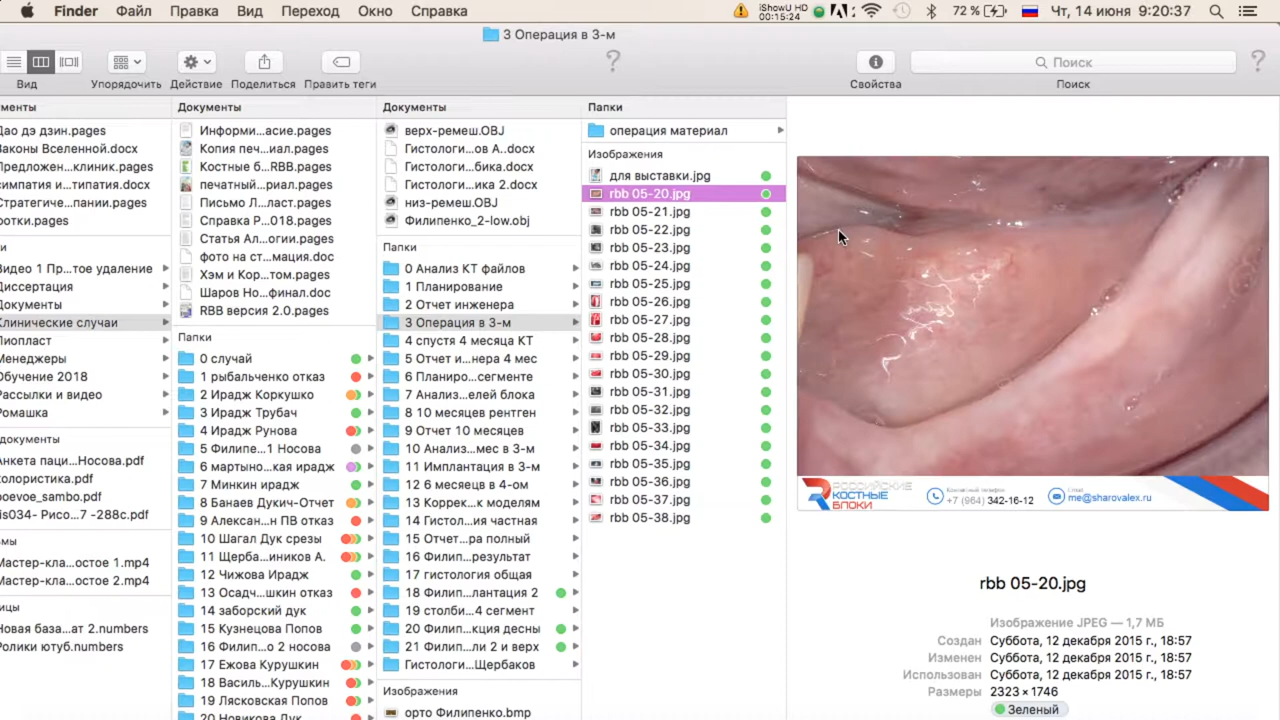 Finder Файл Правка Вид Переход Окно Справка
iShowU HD
00:15:24
72 %
Чт, 14 июня 9:20:37
3 Операция в 3-м
Вид Упорядочить Действие Поделиться Править теги Свойства
Поиск
Поиск
менты
Дао дэ дзин.pages
Законы Вселенной.docx
Предложен...клиник.pages
симпатия и...типатия.docx
Стратегиче...пании.pages
ротки.pages
и
Видео 1 Пр...тое удаление
Диссертация
Документы
Клинические случаи
Лиопласт
Менеджеры
Обучение 2018
Рассылки и видео
Ромашка
документы
Анкета паци...Носова.pdf
колористика.pdf
boevoe_sambo.pdf
Мастер-кла...остое 1.mp4
Мастер-кла...остое 2.mp4
Новая база...ат 2.numbers
Ролики ютуб.numbers
Документы
Информи...асие.pages
Копия печ...иал.pages
Костные б...RBB.pages
печатный...риал.pages
Письмо Л...ласт.pages
Справка Р...018.pages
Статья Ал...огии.pages
фото на ст...мация.doc
Хэм и Кор...том.pages
Шаров Но...финал.doc
RBB версия 2.0.pages
Папки
0 случай
1 рыбальченко отказ
2 Ирадж Коркушко
3 Ирадж Трубач
4 Ирадж Рунова
5 Филипе...1 Носова
6 мартыно...кая ирадж
7 Минкин ирадж
8 Банаев Дукич-Отчет
9 Алексан...н ПВ отказ
10 Шагал Дук срезы
11 Щерба...иников А.
12 Чижова Ирадж
13 Осадч...шкин отказ
14 заборский дук
15 Кузнецова Попов
16 Филип...о 2 носова
17 Ежова Курушкин
18 Василь...Курушкин
19 Лясковская Попов
20 Новикова Дук
Документы
верх-ремеш.OBJ
Гистологи...ов А..docx
Гистологи...бика.docx
Гистологи...ика 2.docx
низ-ремеш.OBJ
Филипенко_2-low.obj
Папки
0 Анализ КТ файлов
1 Планирование
2 Отчет инженера
3 Операция в 3-м
4 спустя 4 месяца КТ
5 Отчет и...нера 4 мес
6 Планиро...сегменте
7 Анализ...елей блока
8 10 месяцев рентген
9 Отчет 10 месяцев
10 Анализ...мес в 3-м
11 Имплантация в 3-м
12 6 месяцев в 4-ом
13 Коррек...к моделям
14 Гистол...ия частная
15 Отчет...ра полный
16 Филип...результат
17 гистология общая
18 Филип...лантация 2
19 столби...4 сегмент
20 Филип...кция десны
21 Филип...ли 2 и верх
Гистологи...Щербаков
Изображения
орто Филипенко.bmp
Папки
операция материал
Изображения
для выставки.jpg
rbb 05-20.jpg
rbb 05-21.jpg
rbb 05-22.jpg
rbb 05-23.jpg
rbb 05-24.jpg
rbb 05-25.jpg
rbb 05-26.jpg
rbb 05-27.jpg
rbb 05-28.jpg
rbb 05-29.jpg
rbb 05-30.jpg
rbb 05-31.jpg
rbb 05-32.jpg
rbb 05-33.jpg
rbb 05-34.jpg
rbb 05-35.jpg
rbb 05-36.jpg
rbb 05-37.jpg
rbb 05-38.jpg
РОССИЙСКИЕ
КОСТНЫЕ
БЛОКИ
+7 (964) 342-16-12
me@sharovalex.ru
rbb 05-20.jpg
Изображение JPEG — 1,7 МБ
Создан Суббота, 12 декабря 2015 г., 18:57
Изменен Суббота, 12 декабря 2015 г., 18:57
Использован Суббота, 12 декабря 2015 г., 18:57
Размеры 2323 × 1746
Зеленый